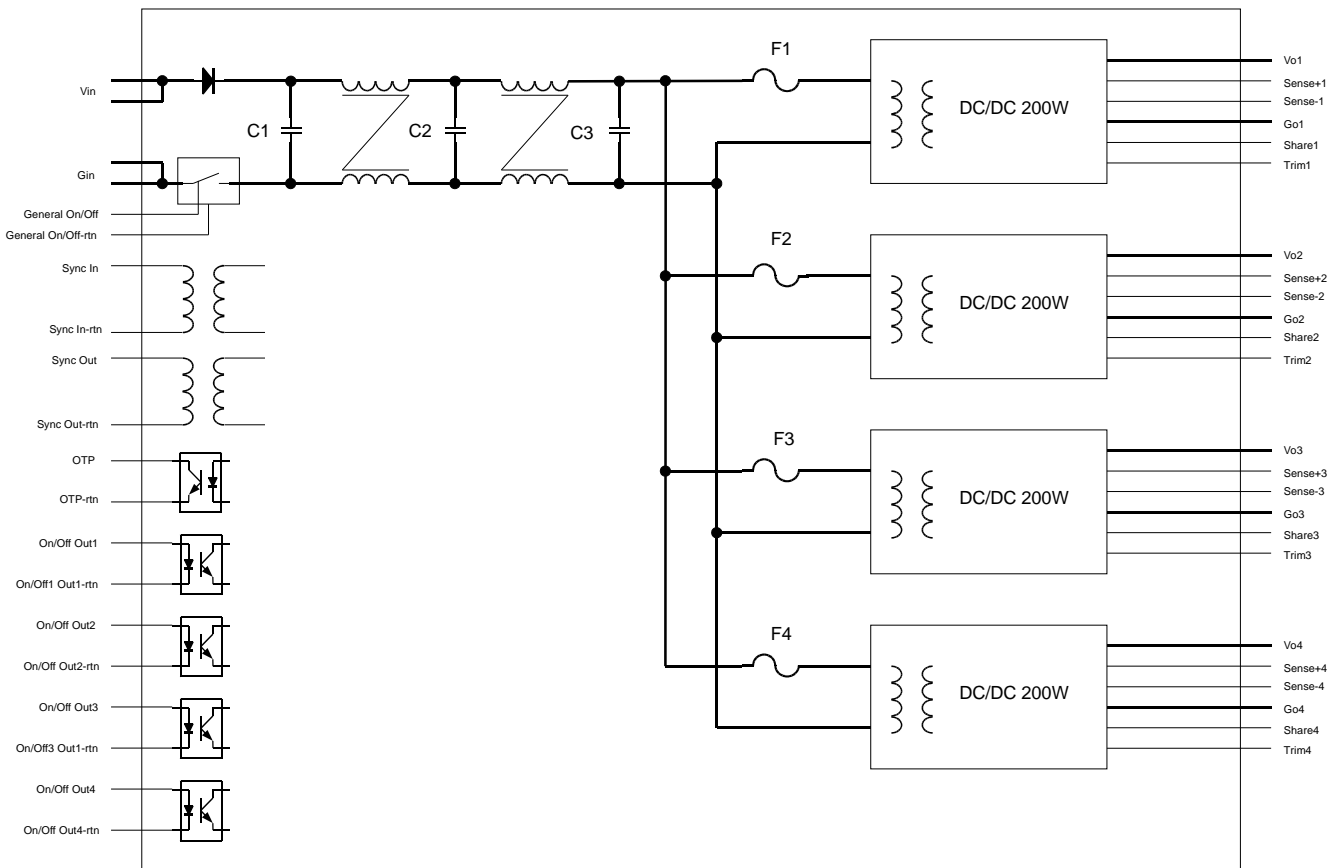 F1
Vo1
Vin
Sense+1
DC/DC 200W
Sense-1
C1
C2
C3
Go1
Share1
Trim1
Gin
General On/Off
General On/Off-rtn
F2
Vo2
Sync In
Sense+2
DC/DC 200W
Sense-2
Go2
Sync In-rtn
Share2
Sync Out
Trim2
Sync Out-rtn
F3
Vo3
OTP
Sense+3
DC/DC 200W
Sense-3
OTP-rtn
Go3
Share3
On/Off Out1
Trim3
On/Off1 Out1-rtn
On/Off Out2
F4
Vo4
On/Off Out2-rtn
Sense+4
DC/DC 200W
Sense-4
On/Off Out3
Go4
Share4
On/Off3 Out1-rtn
Trim4
On/Off Out4
On/Off Out4-rtn